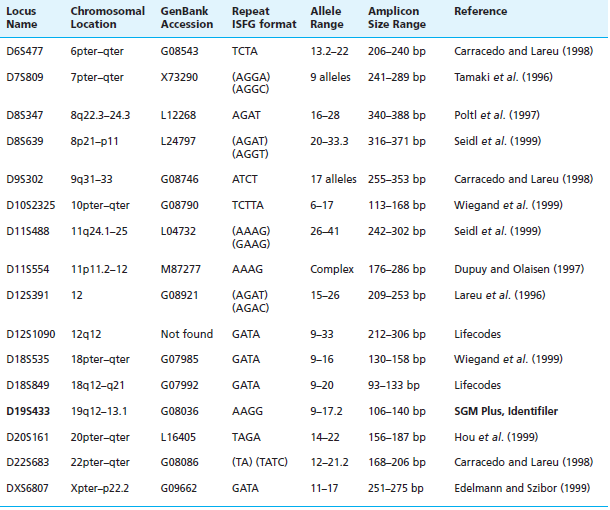 Locus Name Chromosomal Location GenBank Accession Repeat ISFG format Allele Range Amplicon Size Range Reference
D6S477 6pter–qter G08543 TCTA 13.2–22 206–240 bp Carracedo and Lareu (1998)
D7S809 7pter–qter X73290 (AGGA) 9 alleles 241–289 bp Tamaki et al. (1996)
(AGGC)
D8S347 8q22.3–24.3 L12268 AGAT 16–28 340–388 bp Poltl et al. (1997)
D8S639 8p21–p11 L24797 (AGAT) 20–33.3 316–371 bp Seidl et al. (1999)
(AGGT)
D9S302 9q31–33 G08746 ATCT 17 alleles 255–353 bp Carracedo and Lareu (1998)
D10S2325 10pter–qter G08790 TCTTA 6–17 113–168 bp Wiegand et al. (1999)
D11S488 11q24.1–25 L04732 (AAAG) 26–41 242–302 bp Seidl et al. (1999)
(GAAG)
D11S554 11p11.2–12 M87277 AAAG Complex 176–286 bp Dupuy and Olaisen (1997)
D12S391 12 G08921 (AGAT) 15–26 209–253 bp Lareu et al. (1996)
(AGAC)
D12S1090 12q12 Not found GATA 9–33 212–306 bp Lifecodes
D18S535 18pter–qter G07985 GATA 9–16 130–158 bp Wiegand et al. (1999)
D18S849 18q12–q21 G07992 GATA 9–20 93–133 bp Lifecodes
D19S433 19q12–13.1 G08036 AAGG 9–17.2 106–140 bp SGM Plus, Identifiler
D20S161 20pter–qter L16405 TAGA 14–22 156–187 bp Hou et al. (1999)
D22S683 22pter–qter G08086 (TA) (TATC) 12–21.2 168–206 bp Carracedo and Lareu (1998)
DXS6807 Xpter–p22.2 G09662 GATA 11–17 251–275 bp Edelmann and Szibor (1999)